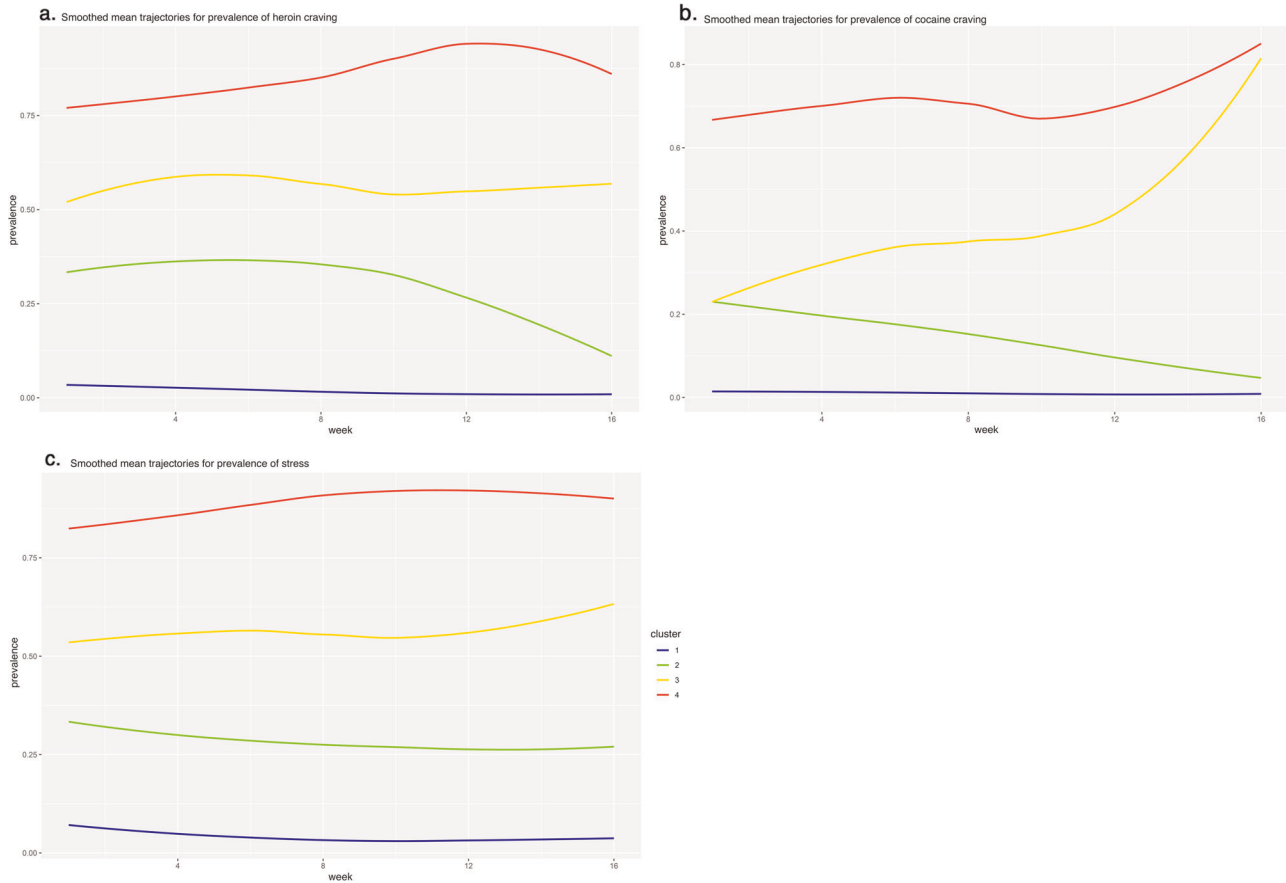 a. Smoothed mean trajectories for prevalence of heroin craving
prevalence
0.75
0.50
0.25
0.00
4
8
12
16
week
b. Smoothed mean trajectories for prevalence of cocaine craving
prevalence
0.8
0.6
0.4
0.2
0.0
4
8
12
16
week
c. Smoothed mean trajectories for prevalence of stress
prevalence
0.75
0.50
0.25
0.00
4
8
12
16
week
cluster
1
2
3
4